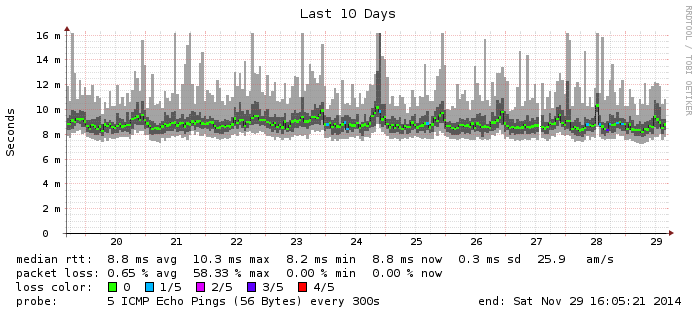 Last 10 Days
RRDTOOL / TOBI OETIKER
Seconds
16 m
14 m
12 m
10 m
8 m
6 m
4 m
2 m
0
20 21 22 23 24 25 26 27 28 29
median rtt: 8.8 ms avg 10.3 ms max 8.2 ms min 8.8 ms now 0.3 ms sd 25.9 am/s
packet loss: 0.65 % avg 58.33 % max 0.00 % min 0.00 % now
loss color: 0 1/5 2/5 3/5 4/5
probe: 5 ICMP Echo Pings (56 Bytes) every 300s end: Sat Nov 29 16:05:21 2014